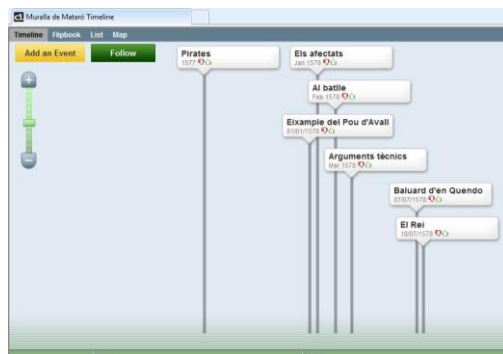 Muralla de Mataró Timeline
Timeline Flipbook List Map
Add an Event Follow
Pirates
1577
Els afectats
Jan 1578
Al batlle
Feb 1578
Eixample del Pou d'Avall
01/01/1578
Arguments tècnics
Mar 1578
Baluard d'en Quendo
07/07/1578
El Rei
10/07/1578